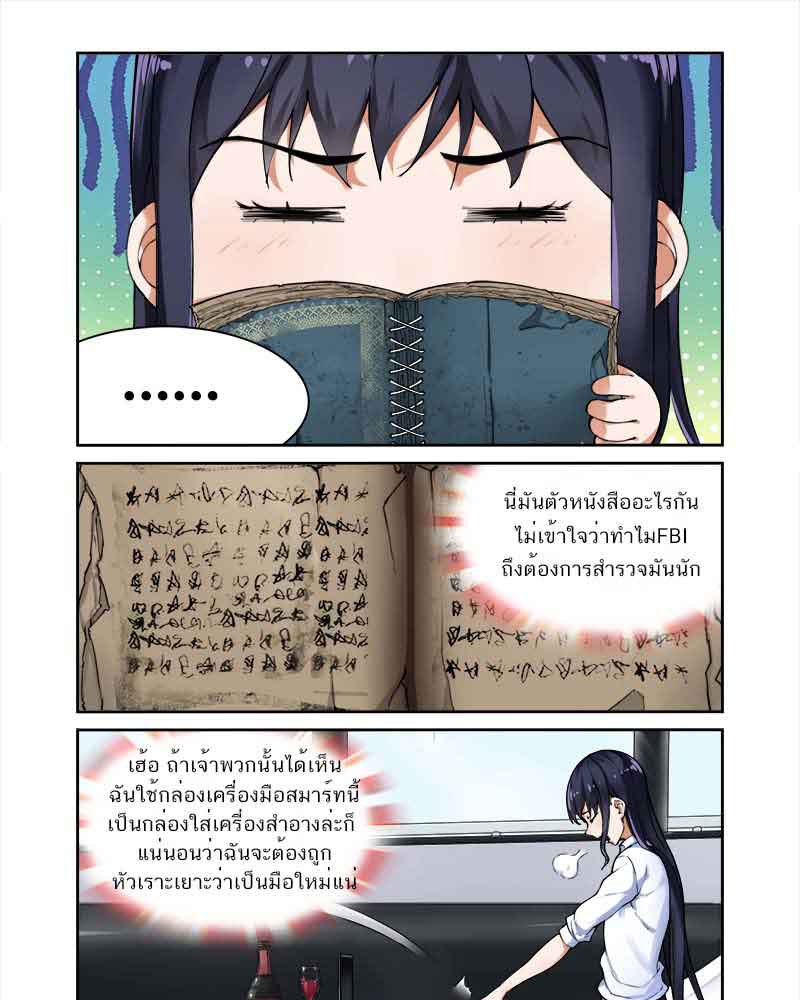 ••••••
นี่มันตัวหนังสืออะไรกัน
ไม่เข้าใจว่าทำไมFBI
ถึงต้องการสำรวจมันนัก
เฮ้อ ถ้าเจ้าพวกนั้นได้เห็น
ฉันใช้กล่องเครื่องมือสมาร์ทนี้
เป็นกล่องใส่เครื่องสำอางล่ะก็
แน่นอนว่าฉันจะต้องถูก
หัวเราะเยาะว่าเป็นมือใหม่แน่